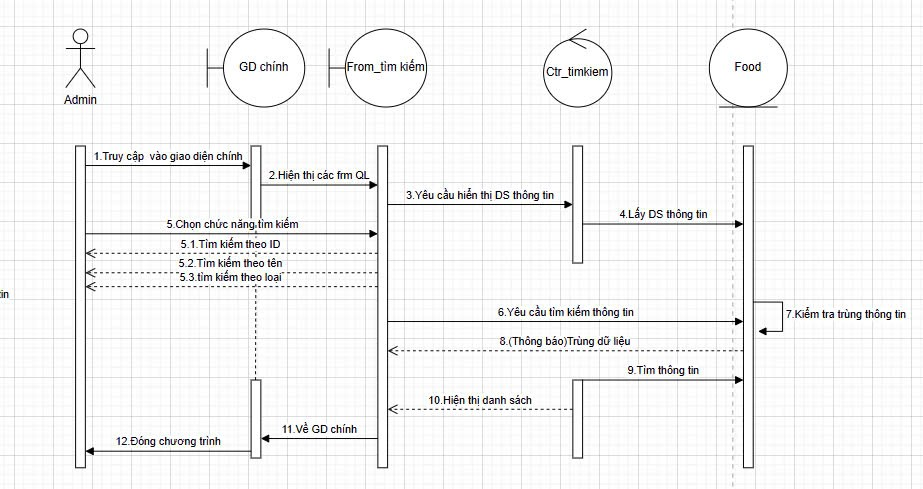 GD chính
From_tìm kiếm
Ctr_timkiem
Food
Admin
1.Truy cập vào giao diện chính
2.Hiện thị các frm QL
3.Yêu cầu hiển thị DS thông tin
4.Lấy DS thông tin
5.Chọn chức năng tìm kiếm
5.1.Tìm kiếm theo ID
5.2.Tìm kiếm theo tên
5.3.tìm kiếm theo loại
tin
6.Yêu cầu tìm kiếm thông tin
7.Kiểm tra trùng thông tin
8.(Thông báo)Trùng dữ liệu
9.Tìm thông tin
10.Hiện thị danh sách
11.Về GD chính
12.Đóng chương trình